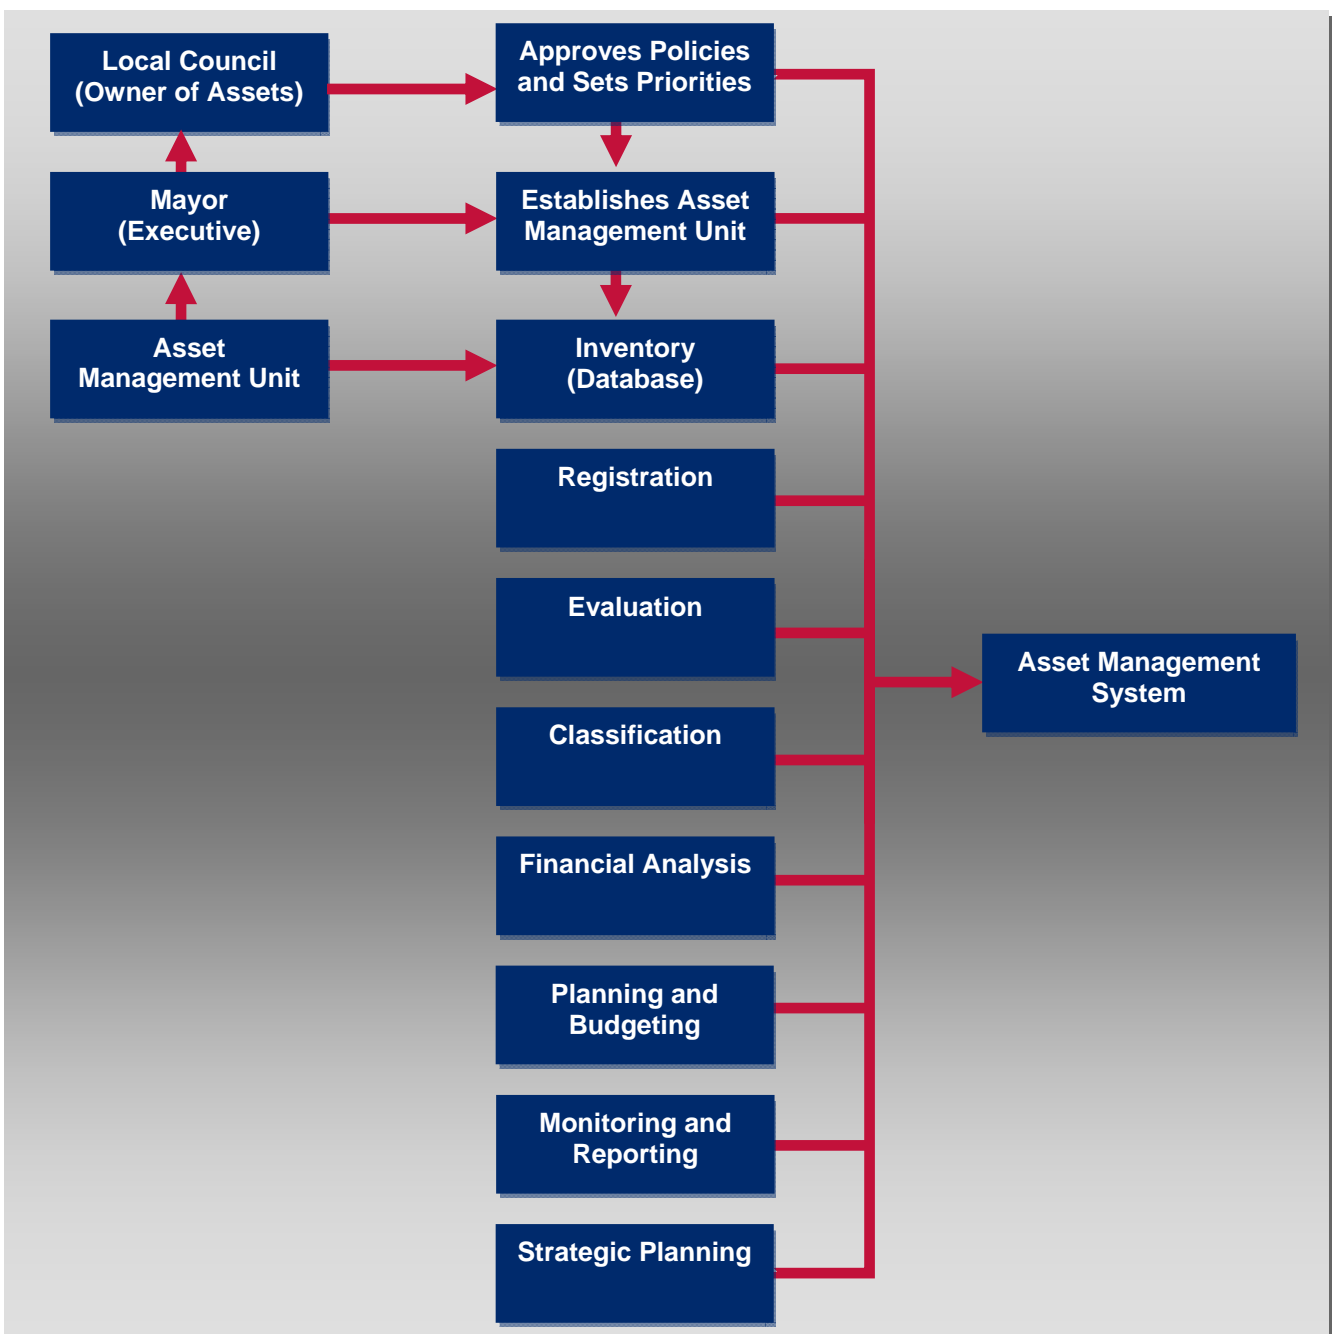 Local Council
(Owner of Assets)
Approves Policies
and Sets Priorities
Mayor
(Executive)
Establishes Asset
Management Unit
Asset
Management Unit
Inventory
(Database)
Registration
Evaluation
Asset Management
System
Classification
Financial Analysis
Planning and
Budgeting
Monitoring and
Reporting
Strategic Planning